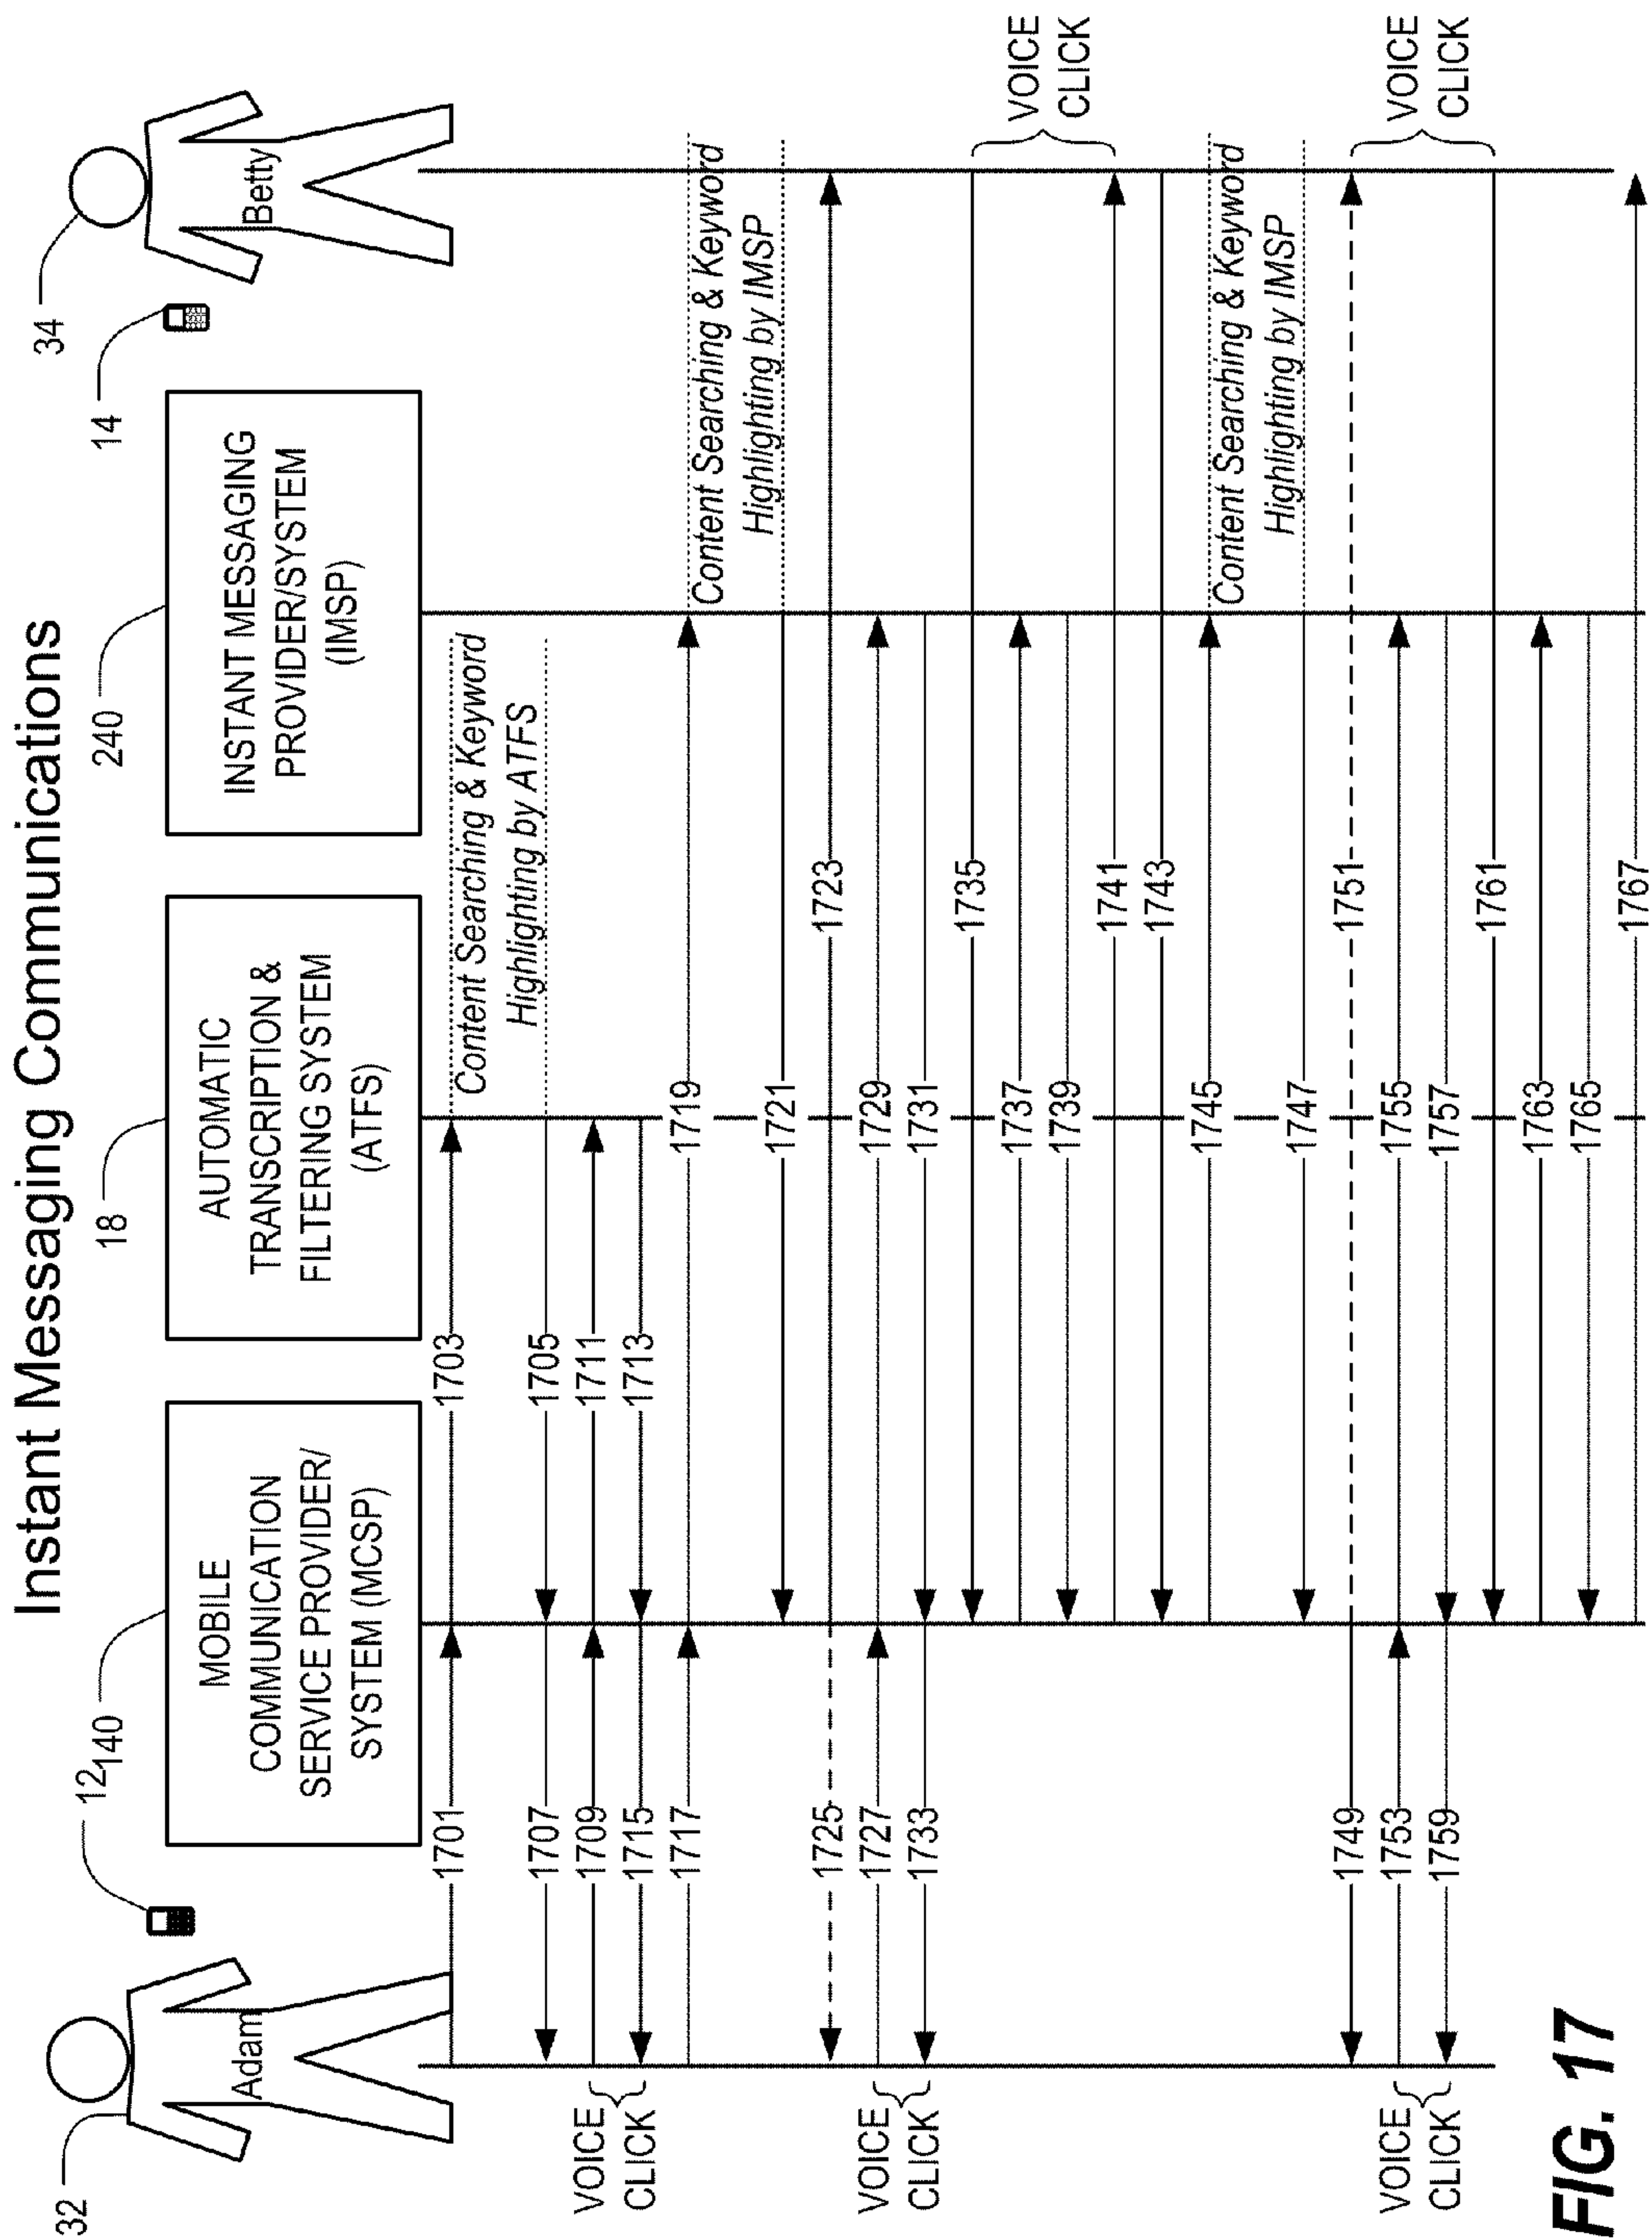 Instant Messaging Communications
32
12
140
18
240
14
34
Adam
MOBILE
COMMUNICATION
SERVICE PROVIDER/
SYSTEM (MCSP)
AUTOMATIC
TRANSCRIPTION &
FILTERING SYSTEM
(ATFS)
INSTANT MESSAGING
PROVIDER/SYSTEM
(IMSP)
Betty
1701
1703
Content Searching & Keyword
Highlighting by ATFS
1707
1705
VOICE
CLICK
1709
1711
1715
1713
1717
1719
Content Searching & Keyword
Highlighting by IMSP
1721
1725
1723
VOICE
CLICK
1727
1729
1733
1731
1735
VOICE
CLICK
1737
1739
1741
1743
1745
Content Searching & Keyword
Highlighting by IMSP
1747
1749
1751
VOICE
CLICK
VOICE
CLICK
1753
1755
1759
1757
1761
1763
1765
1767
FIG. 17